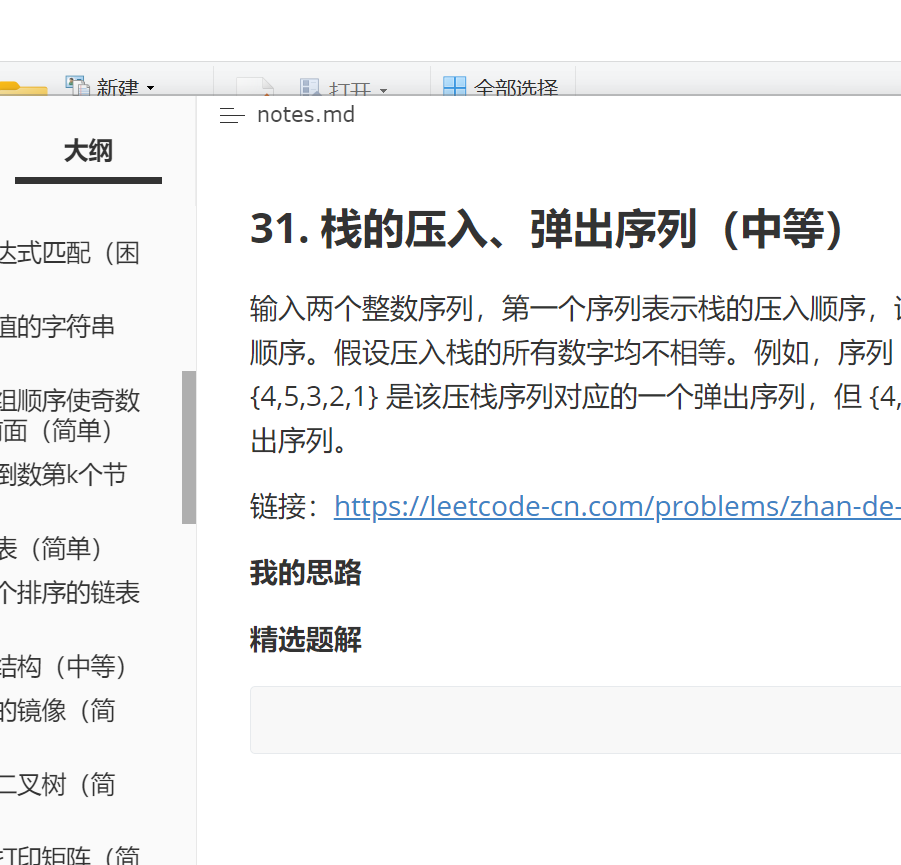 新建
打开
全部选择
notes.md
大纲
达式匹配（困
值的字符串
组顺序使奇数
前面（简单）
到数第k个节
表（简单）
个排序的链表
结构（中等）
的镜像（简
二叉树（简
打印矩阵（简
31. 栈的压入、弹出序列（中等）
输入两个整数序列，第一个序列表示栈的压入顺序，
顺序。假设压入栈的所有数字均不相等。例如，序列
{4,5,3,2,1} 是该压栈序列对应的一个弹出序列，但 {4,
出序列。
链接：https://leetcode-cn.com/problems/zhan-de-
我的思路
精选题解